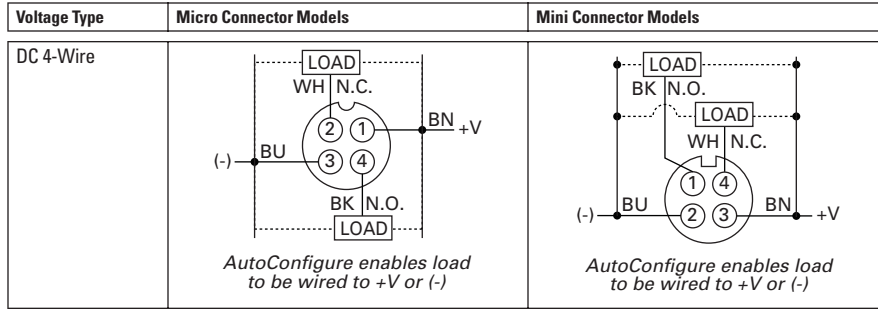 Voltage Type Micro Connector Models Mini Connector Models
DC 4-Wire
LOAD
WH N.C.
2 1
BN +V
(-) BU
3 4
BK N.O.
LOAD
AutoConfigure enables load
to be wired to +V or (-)
LOAD
BK N.O.
LOAD
WH N.C.
1 4
(-) BU 2 3 BN +V
AutoConfigure enables load
to be wired to +V or (-)